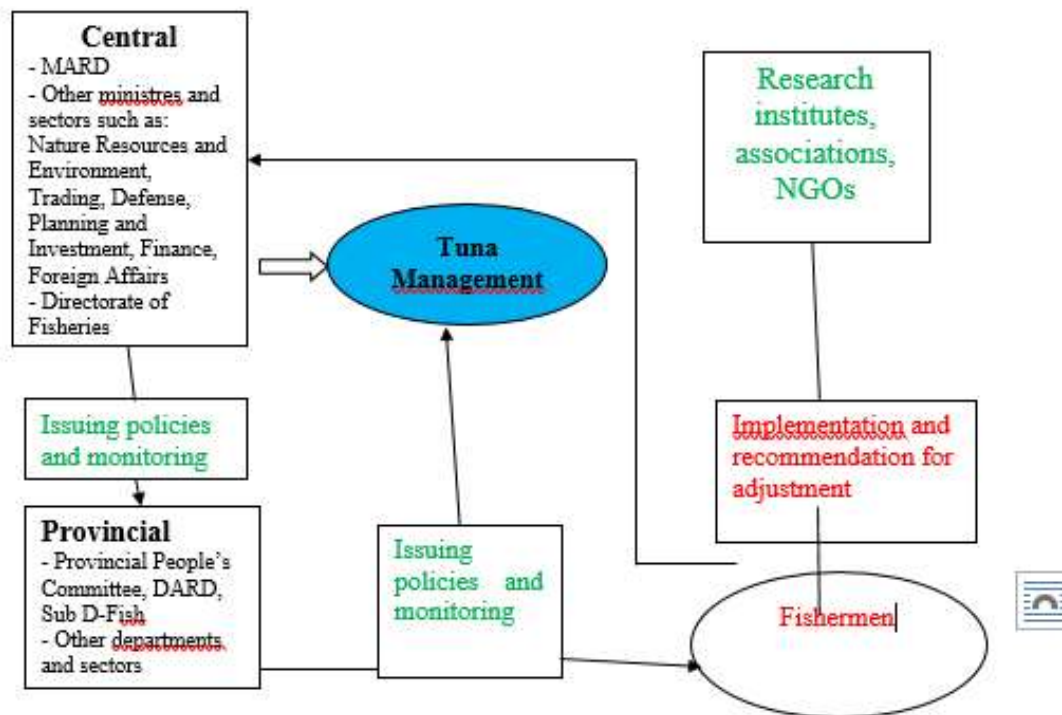 Central
- MARD
- Other ministres and
sectors such as:
Nature Resources and
Environment,
Trading, Defense,
Planning and
Investment, Finance,
Foreign Affairs
- Directorate of
Fisheries
Research
institutes,
associations,
NGOs
Tuna
Management
Issuing policies
and monitoring
Implementation and
recommendation for
adjustment
Provincial
- Provincial People's
Committee, DARD,
Sub D-Fish
- Other departments
and sectors
Issuing
policies and
monitoring
Fishermen